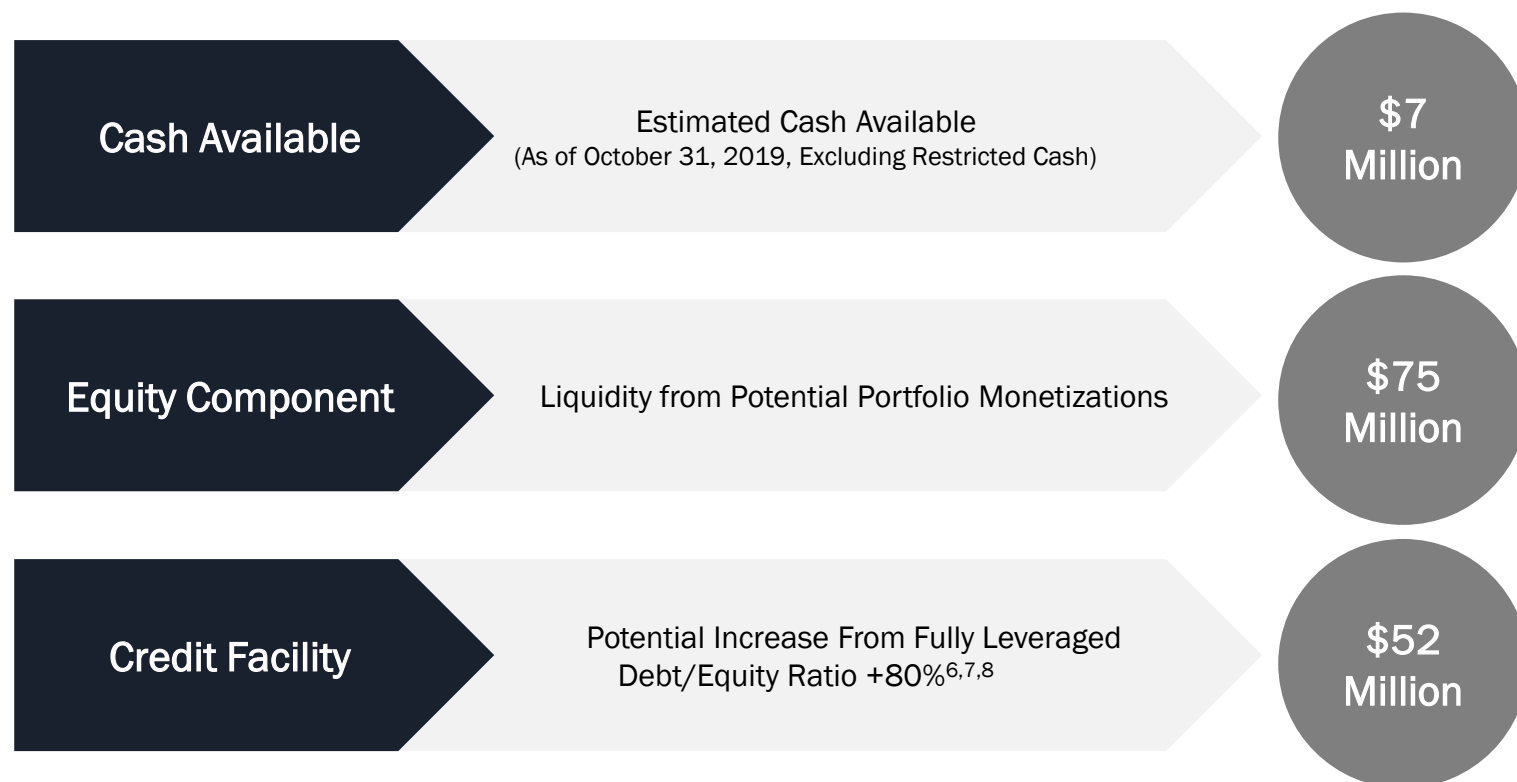 Cash Available
Estimated Cash Available
(As of October 31, 2019, Excluding Restricted Cash)
$7
Million
Equity Component
Liquidity from Potential Portfolio Monetizations
$75
Million
Credit Facility
Potential Increase From Fully Leveraged
Debt/Equity Ratio +80%6,7,8
$52
Million